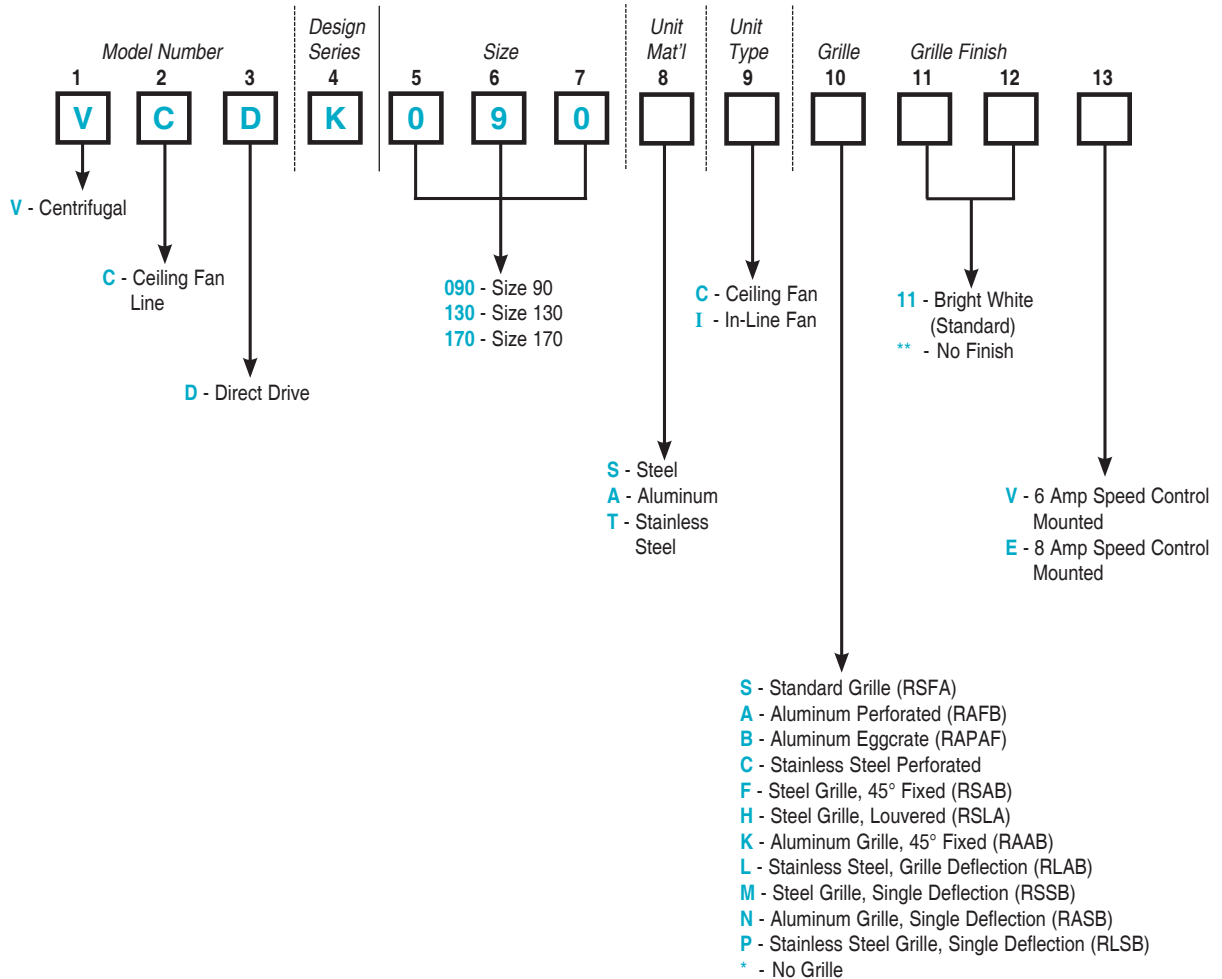 Model Number
Design
Series
Size
Unit
Mat'l
Unit
Type
Grille
Grille Finish
1 2 3 4 5 6 7 8 9 10 11 12 13
V C D K 0 9 0
V - Centrifugal
C - Ceiling Fan
Line
D - Direct Drive
090 - Size 90
130 - Size 130
170 - Size 170
S - Steel
A - Aluminum
T - Stainless
Steel
C - Ceiling Fan
I - In-Line Fan
11 - Bright White
(Standard)
** - No Finish
V - 6 Amp Speed Control
Mounted
E - 8 Amp Speed Control
Mounted
S - Standard Grille (RSFA)
A - Aluminum Perforated (RAFB)
B - Aluminum Eggcrate (RAPAF)
C - Stainless Steel Perforated
F - Steel Grille, 45° Fixed (RSAB)
H - Steel Grille, Louvered (RSLA)
K - Aluminum Grille, 45° Fixed (RAAB)
L - Stainless Steel, Grille Deflection (RLAB)
M - Steel Grille, Single Deflection (RSSB)
N - Aluminum Grille, Single Deflection (RASB)
P - Stainless Steel Grille, Single Deflection (RLSB)
* - No Grille